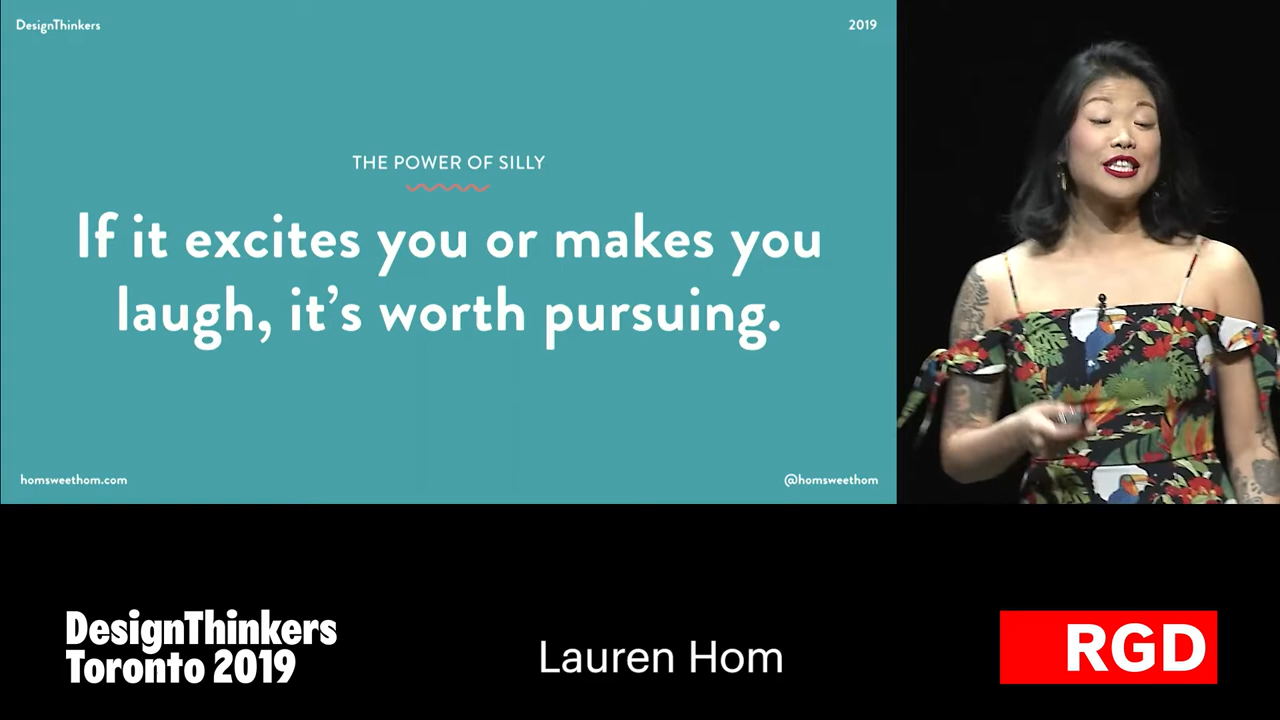 DesignThinkers
2019
THE POWER OF SILLY
If it excites you or makes you
laugh, it's worth pursuing.
homsweethom.com
@homsweethom
DesignThinkers
Toronto 2019
Lauren Hom
RGD